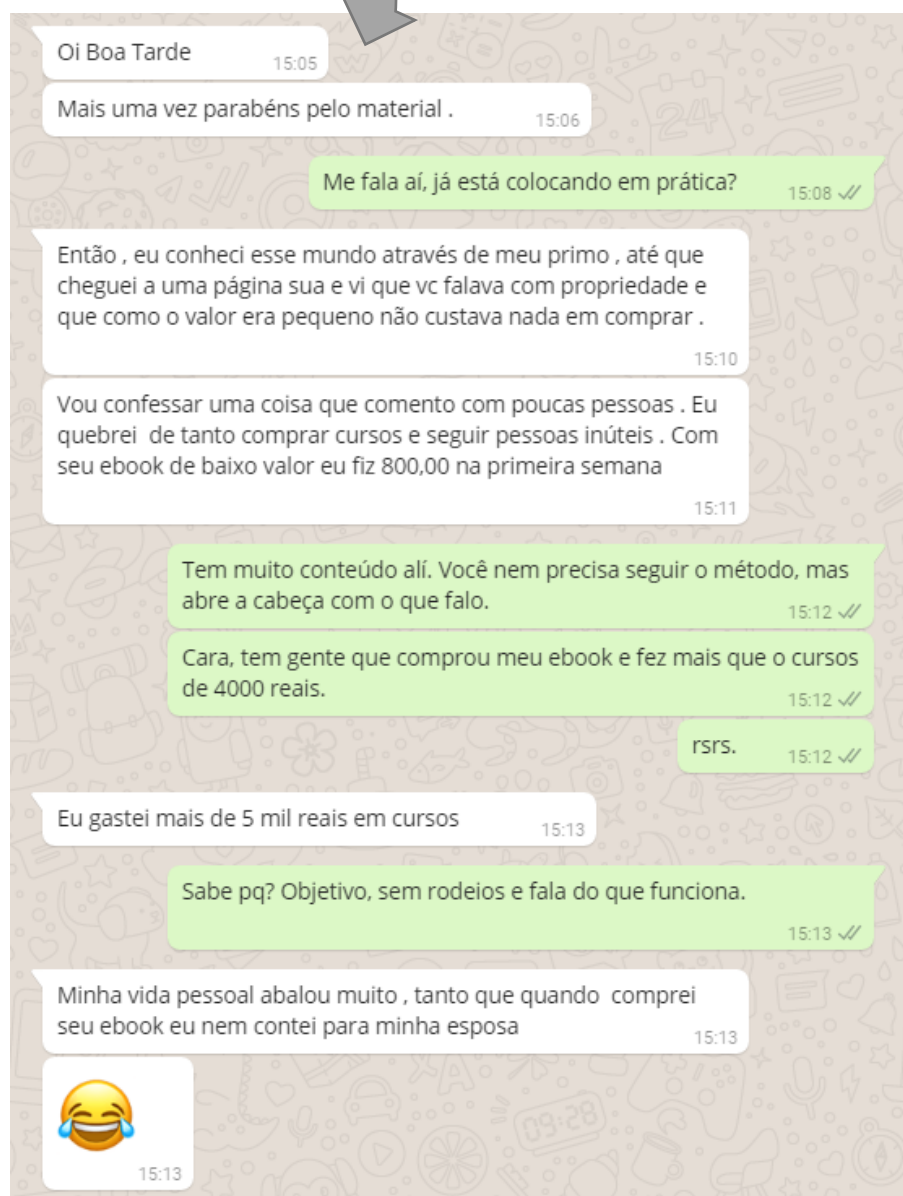 Oi Boa Tarde
15:05
Mais uma vez parabéns pelo material .
15:06
Me fala aí, já está colocando em prática?
15:08
Então , eu conheci esse mundo através de meu primo , até que
cheguei a uma página sua e vi que vc falava com propriedade e
que como o valor era pequeno não custava nada em comprar .
15:10
Vou confessar uma coisa que comento com poucas pessoas . Eu
quebrei de tanto comprar cursos e seguir pessoas inúteis . Com
seu ebook de baixo valor eu fiz 800,00 na primeira semana
15:11
Tem muito conteúdo alí. Você nem precisa seguir o método, mas
abre a cabeça com o que falo.
15:12
Cara, tem gente que comprou meu ebook e fez mais que o cursos
de 4000 reais.
15:12
rsrs.
15:12
Eu gastei mais de 5 mil reais em cursos
15:13
Sabe pq? Objetivo, sem rodeios e fala do que funciona.
15:13
Minha vida pessoal abalou muito , tanto que quando comprei
seu ebook eu nem contei para minha esposa
15:13
😂
15:13